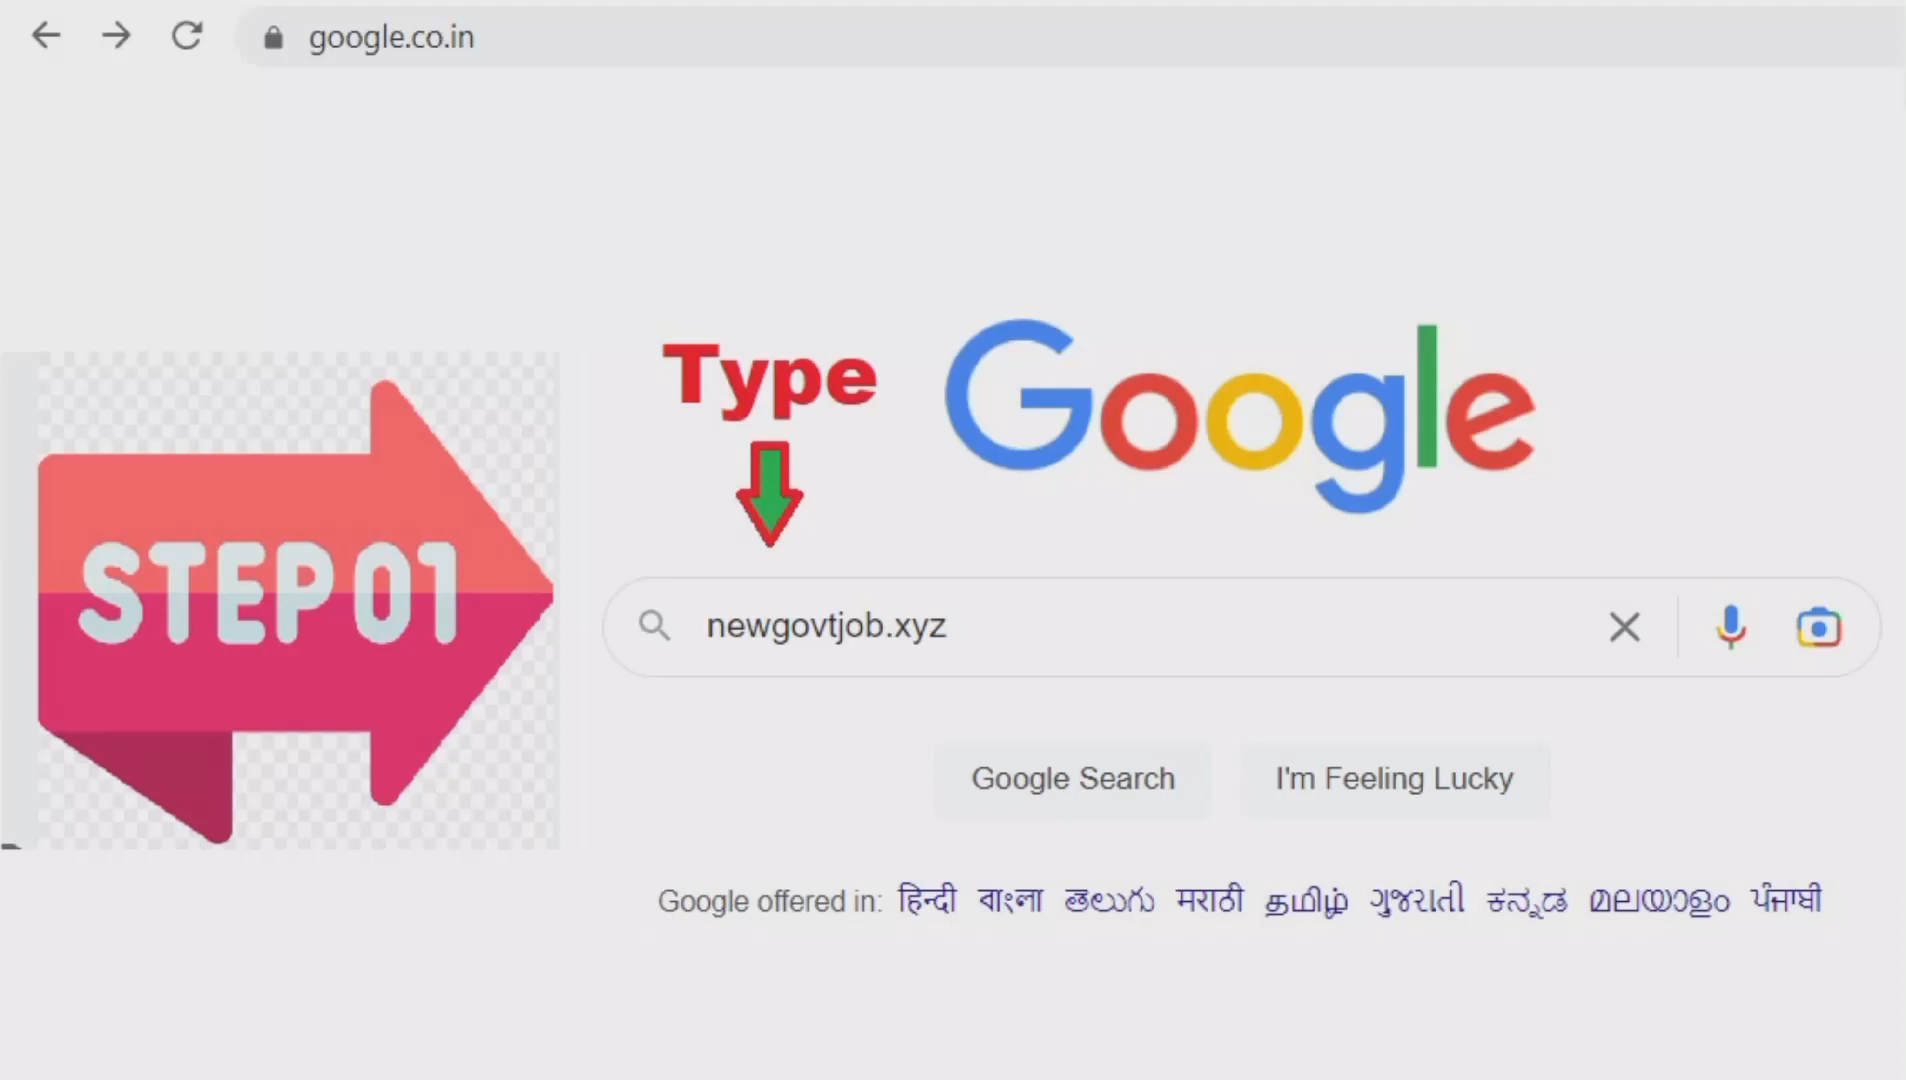 google.co.in
Type
Google
STEP 01
newgovtjob.xyz
Google Search
I'm Feeling Lucky
Google offered in: हिन्दी বাংলা తెలుగు मराठी தமிழ் ગુજરાતી ಕನ್ನಡ മലയാളം ਪੰਜਾਬੀ